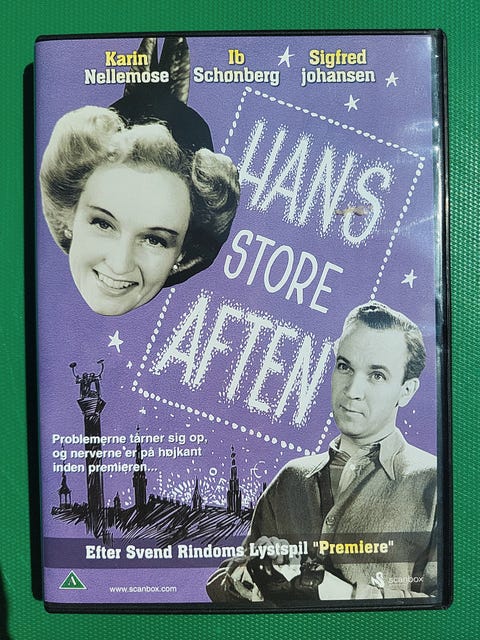 Karin
Nellemose
Ib
Schønberg
Sigfred
Johansen
HANS
STORE
AFTEN
Problemerne tårner sig op,
og nerverne er på højkant
inden premieren...
Efter Svend Rindoms Lystspil "Premiere"
A
www.scanbox.com
scanbox